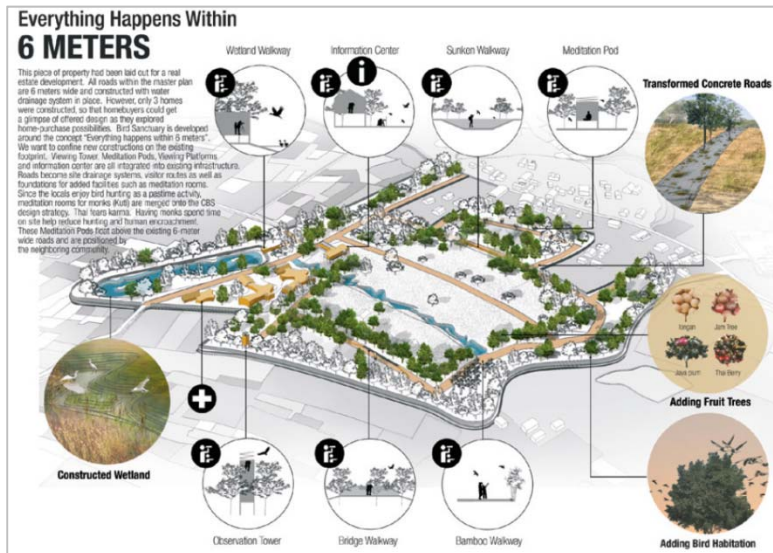 Everything Happens Within
6 METERS
This piece of property had been laid out for a real
estate development. All roads within the master plan
are 6 meters wide and constructed with water
drainage system in place. However, only 3 homes
were constructed, so that homebuyers could get
a glimpse of offered design as they explored
home-purchase possibilities. Bird Sanctuary is developed
around the concept "Everything happens within 6 meters".
We want to confine new constructions on the existing
footprint. Viewing Tower, Meditation Pods, Viewing Platforms
and information center are all integrated into existing infrastructure.
Roads become site drainage systems, visitor routes as well as
foundations for added facilities such as meditation rooms.
Since the locals enjoy bird hunting as a pastime activity,
meditation rooms for monks (Kuti) are merged onto the CBS
design strategy. Thai fears karma. Having monks spend time
on site help reduce hunting and human encroachment.
These Meditation Pods float above the existing 6-meter
wide roads and are positioned by
the neighboring community.
Wetland Walkway
Information Center
Sunken Walkway
Meditation Pod
Transformed Concrete Roads
longan
Jam Tree
Java plum
Thai Berry
Adding Fruit Trees
Constructed Wetland
Observation Tower
Bridge Walkway
Bamboo Walkway
Adding Bird Habitation